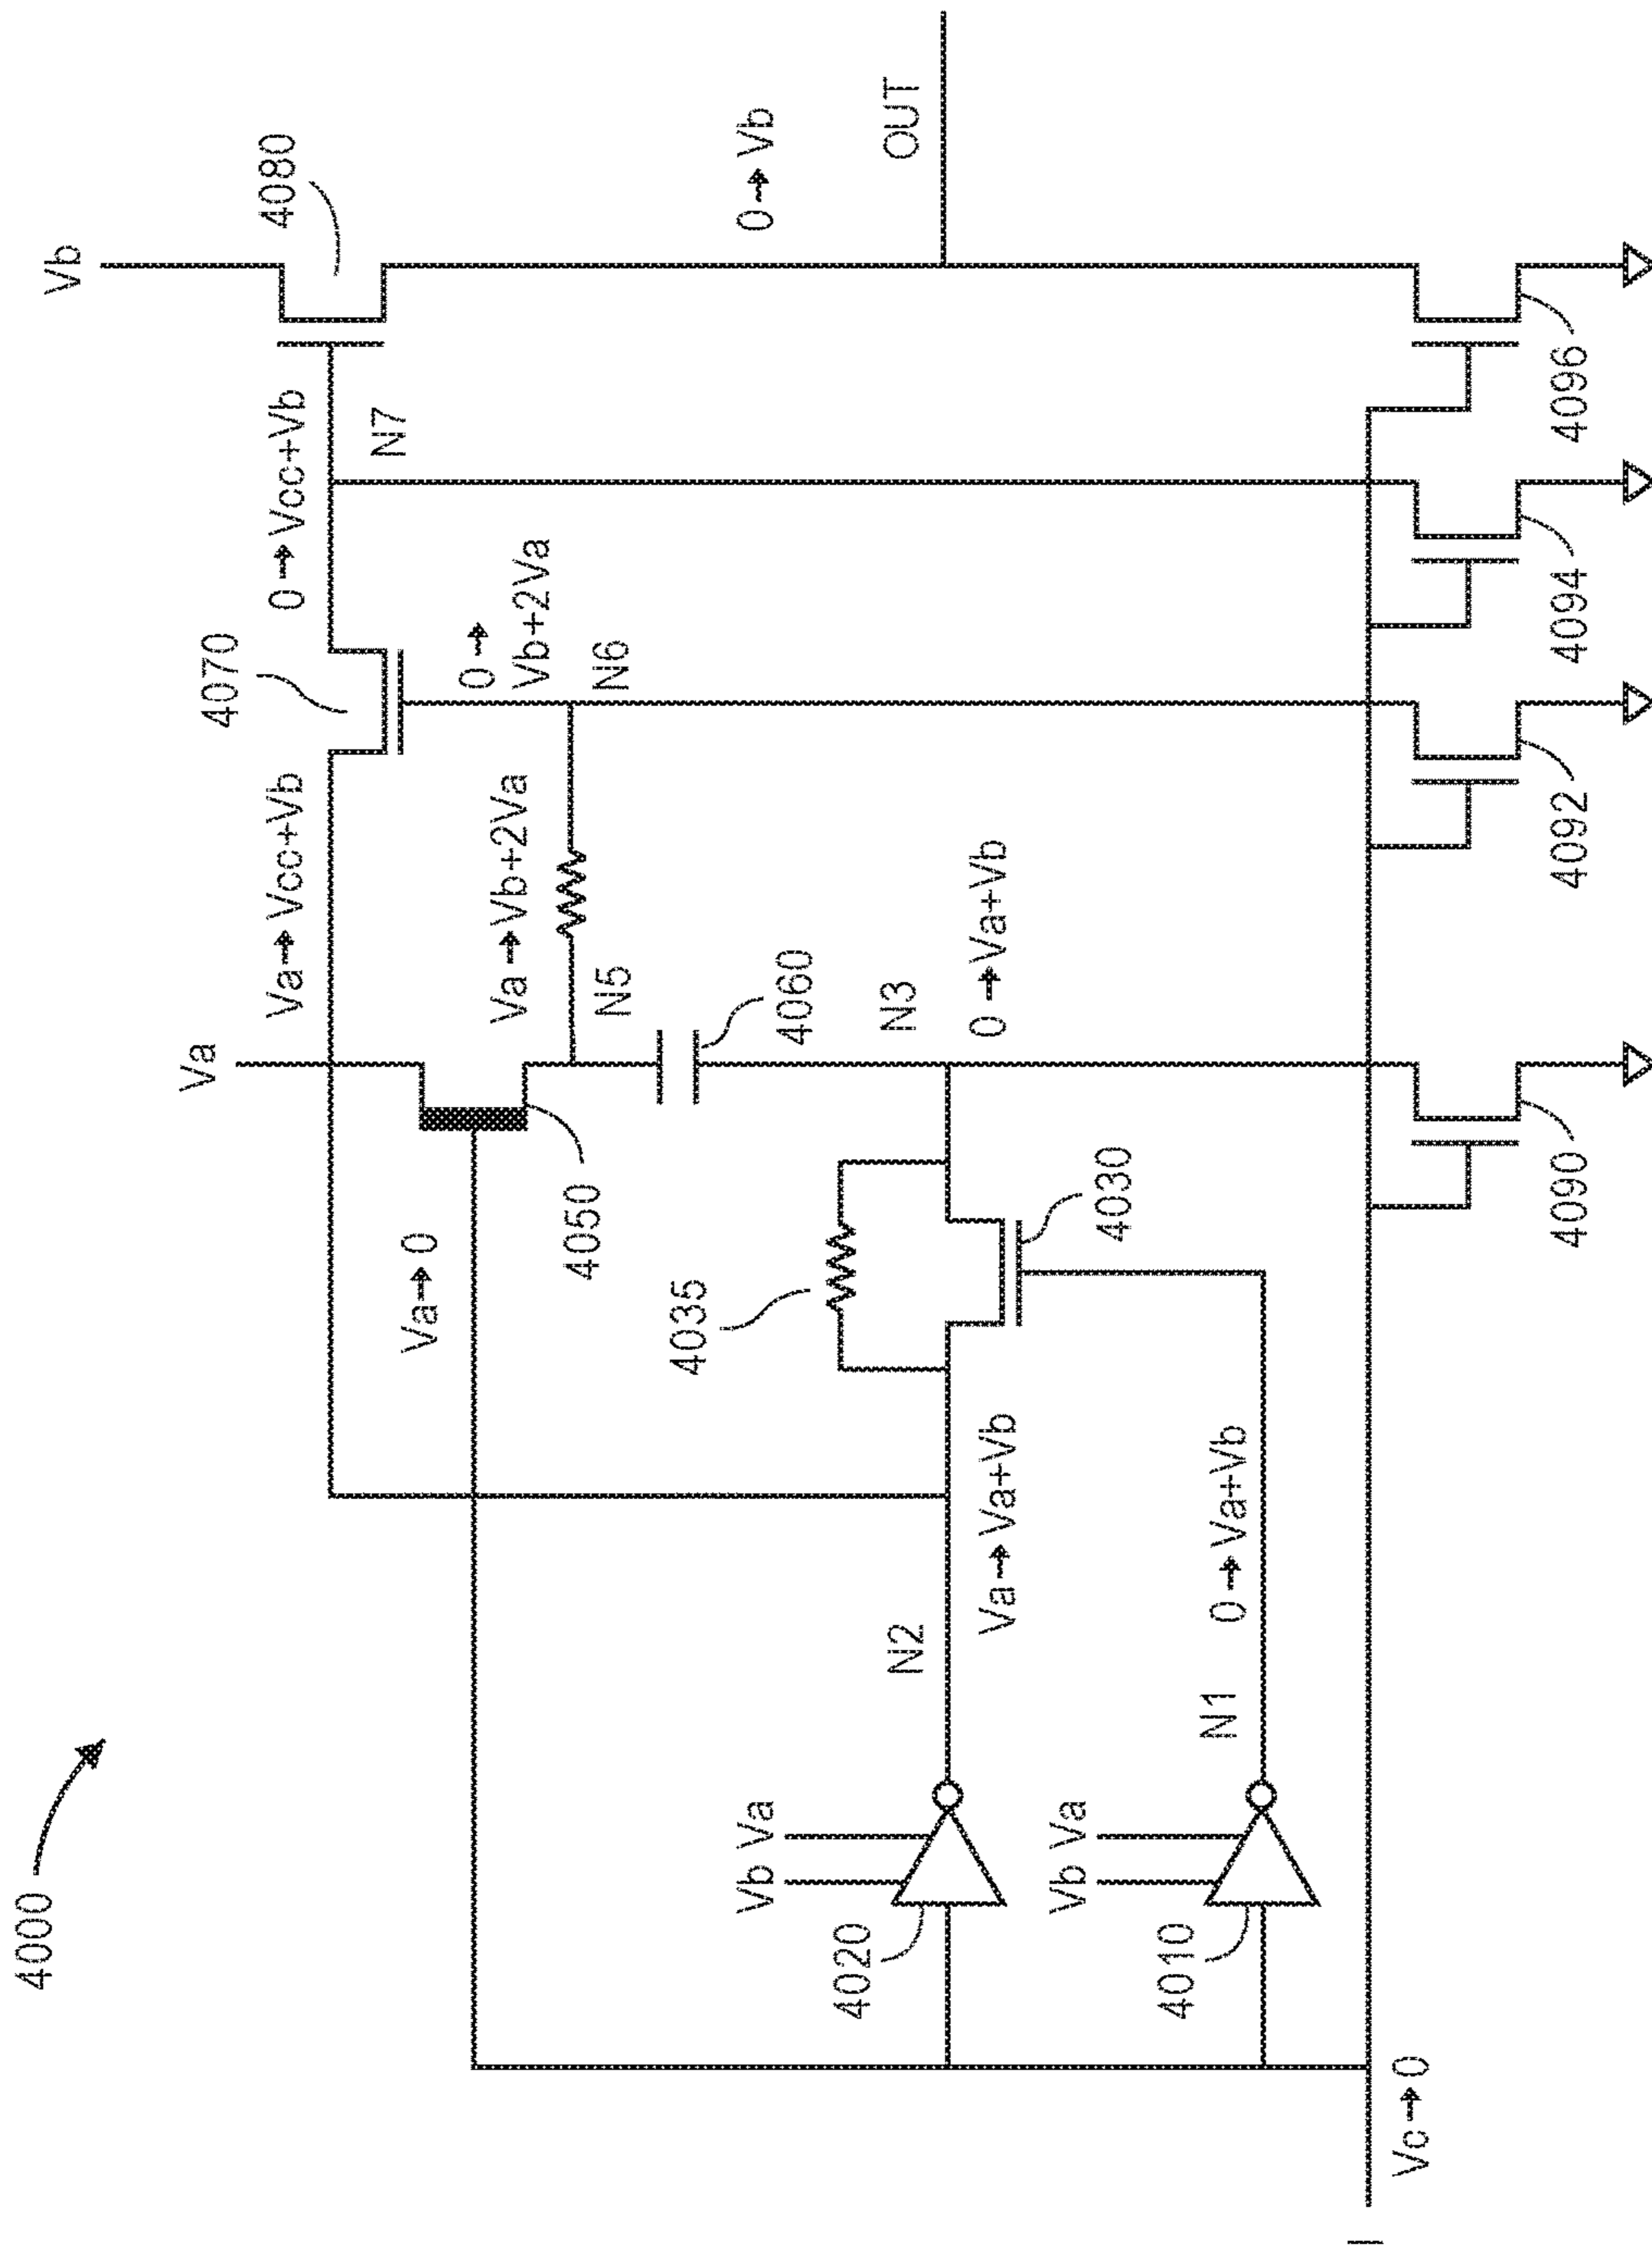 4000
Vb
Va
4070
4080
Va→Vcc+Vb
0→Vcc+Vb
N7
Va→0
0→
Vb+2Va
Va→Vb+2Va
4050
N5
N6
4035
Vb Va
0→Vb
4060
4020
N2
N3
OUT
Va→Va+Vb
0→Va+Vb
Vb Va
4030
4010
N1
0→Va+Vb
Vc→0
4090
4092
4094
4096